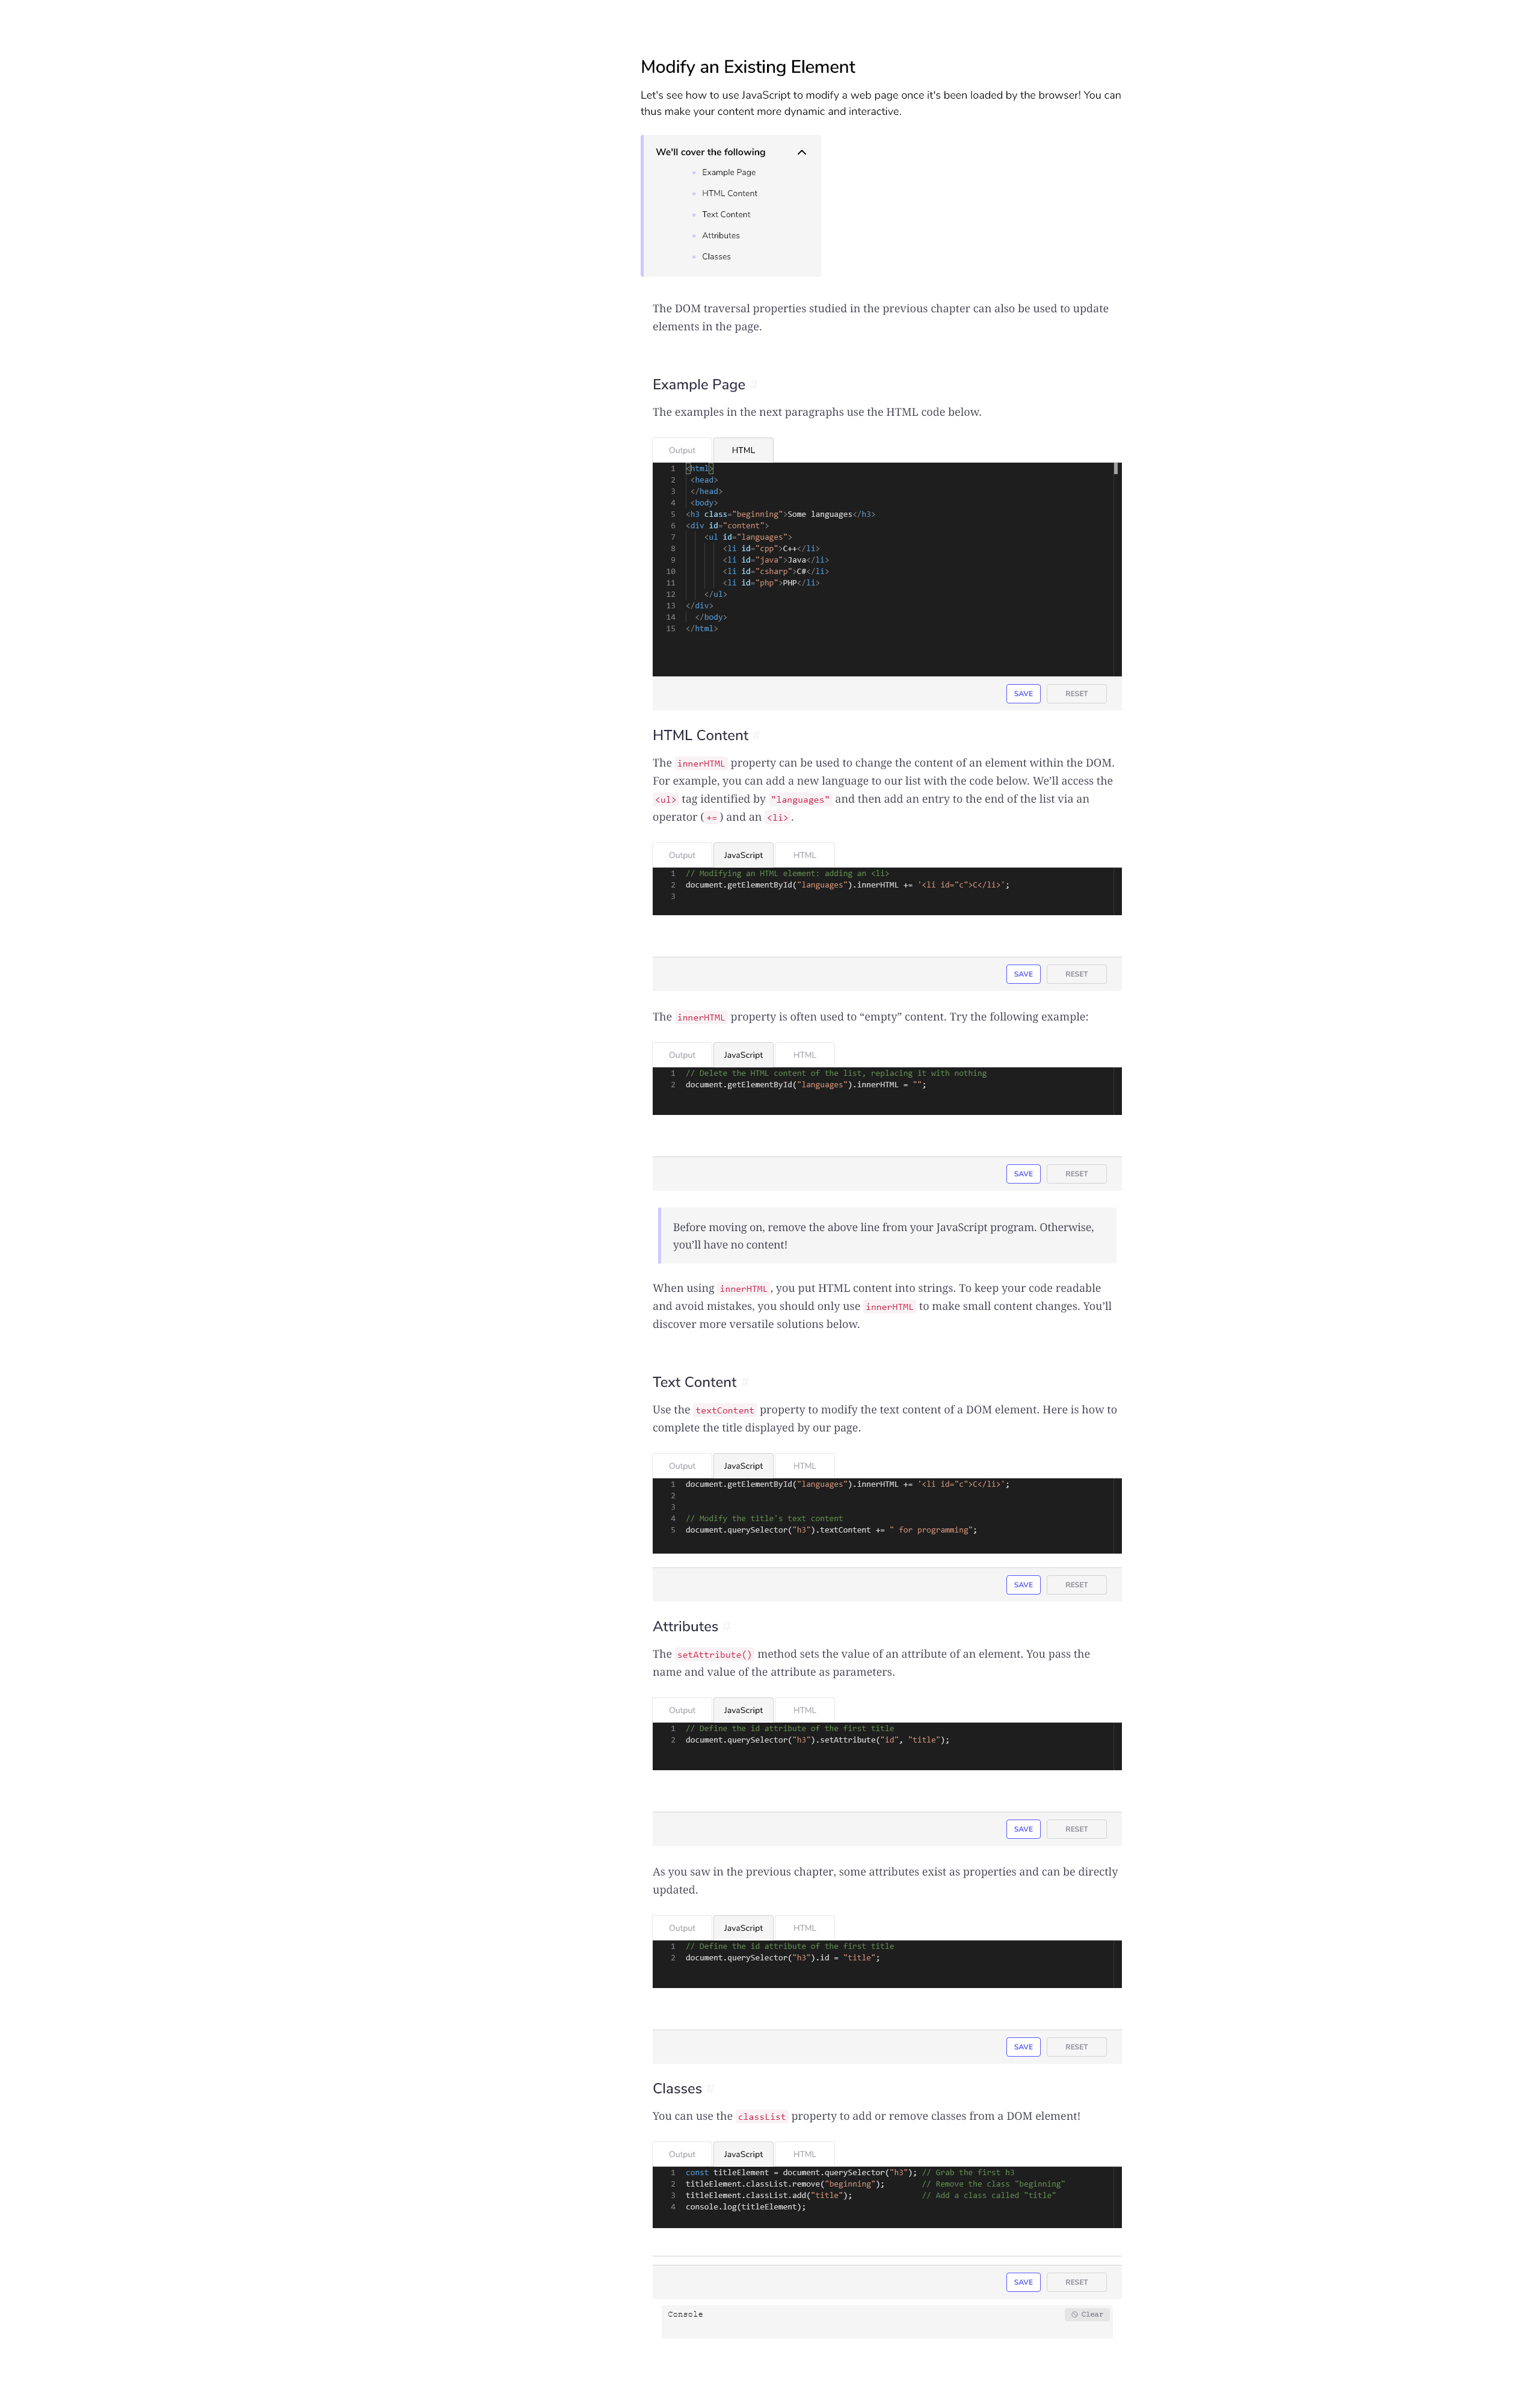 Modify an Existing Element
Let's see how to use JavaScript to modify a web page once it's been loaded by the browser! You can
thus make your content more dynamic and interactive.
We'll cover the following
Example Page
HTML Content
Text Content
Attributes
Classes
The DOM traversal properties studied in the previous chapter can also be used to update
elements in the page.
Example Page #
The examples in the next paragraphs use the HTML code below.
Output HTML
1 <html>
2 <head>
3 </head>
4 <body>
5 <h3 class="beginning">Some languages</h3>
6 <div id="content">
7 <ul id="languages">
8 <li id="cpp">C++</li>
9 <li id="java">Java</li>
10 <li id="csharp">C#</li>
11 <li id="php">PHP</li>
12 </ul>
13 </div>
14 </body>
15 </html>
SAVE RESET
HTML Content #
The innerHTML property can be used to change the content of an element within the DOM.
For example, you can add a new language to our list with the code below. We’ll access the
<ul> tag identified by "languages" and then add an entry to the end of the list via an
operator ( += ) and an <li> .
Output JavaScript HTML
1 // Modifying an HTML element: adding an <li>
2 document.getElementById("languages").innerHTML += '<li id="c">C</li>';
3
SAVE RESET
The innerHTML property is often used to “empty” content. Try the following example:
Output JavaScript HTML
1 // Delete the HTML content of the list, replacing it with nothing
2 document.getElementById("languages").innerHTML = "";
SAVE RESET
Before moving on, remove the above line from your JavaScript program. Otherwise,
you’ll have no content!
When using innerHTML , you put HTML content into strings. To keep your code readable
and avoid mistakes, you should only use innerHTML to make small content changes. You’ll
discover more versatile solutions below.
Text Content #
Use the textContent property to modify the text content of a DOM element. Here is how to
complete the title displayed by our page.
Output JavaScript HTML
1 document.getElementById("languages").innerHTML += '<li id="c">C</li>';
2
3
4 // Modify the title's text content
5 document.querySelector("h3").textContent += " for programming";
SAVE RESET
Attributes #
The setAttribute() method sets the value of an attribute of an element. You pass the
name and value of the attribute as parameters.
Output JavaScript HTML
1 // Define the id attribute of the first title
2 document.querySelector("h3").setAttribute("id", "title");
SAVE RESET
As you saw in the previous chapter, some attributes exist as properties and can be directly
updated.
Output JavaScript HTML
1 // Define the id attribute of the first title
2 document.querySelector("h3").id = "title";
SAVE RESET
Classes #
You can use the classList property to add or remove classes from a DOM element!
Output JavaScript HTML
1 const titleElement = document.querySelector("h3"); // Grab the first h3
2 titleElement.classList.remove("beginning"); // Remove the class "beginning"
3 titleElement.classList.add("title"); // Add a class called "title"
4 console.log(titleElement);
SAVE RESET
Console Clear